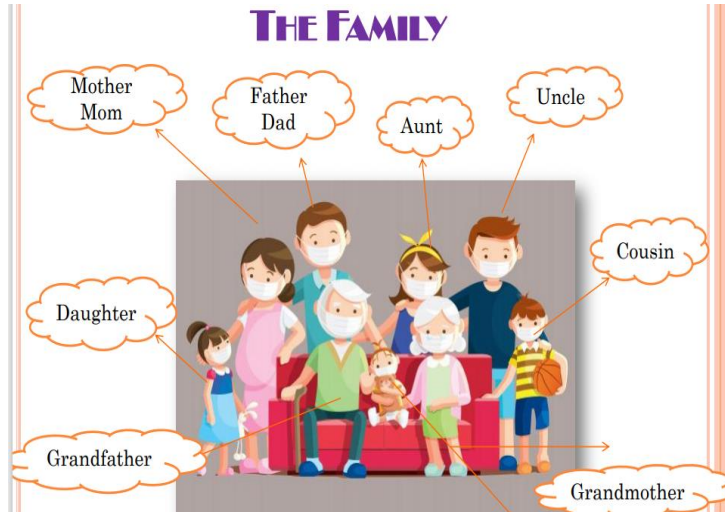 THE FAMILY
Mother
Mom
Father
Dad
Aunt
Uncle
Cousin
Daughter
Grandfather
Grandmother